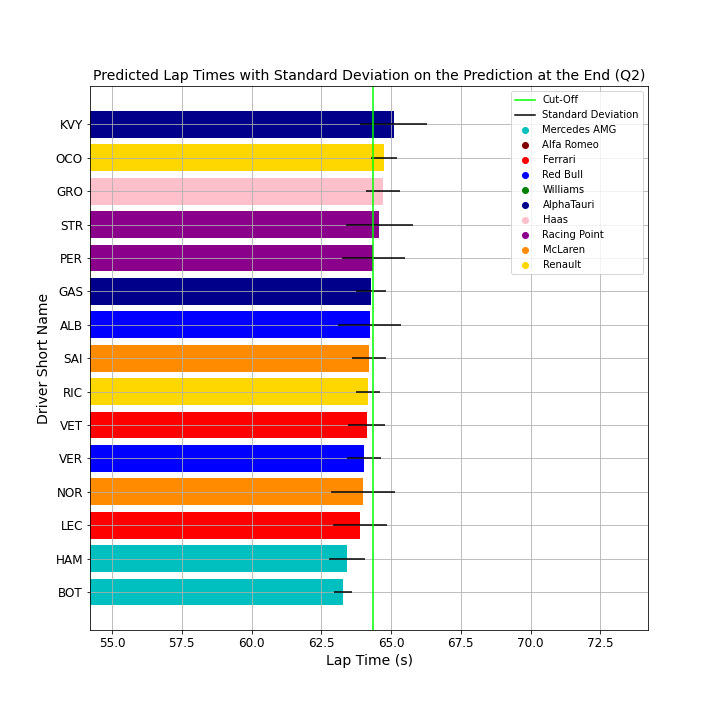 Predicted Lap Times with Standard Deviation on the Prediction at the End (Q2)
Cut-Off
Standard Deviation
Mercedes AMG
Alfa Romeo
Ferrari
Red Bull
Williams
AlphaTauri
Haas
Racing Point
McLaren
Renault
Driver Short Name
KVY
OCO
GRO
STR
PER
GAS
ALB
SAI
RIC
VET
VER
NOR
LEC
HAM
BOT
55.0 57.5 60.0 62.5 65.0 67.5 70.0 72.5
Lap Time (s)